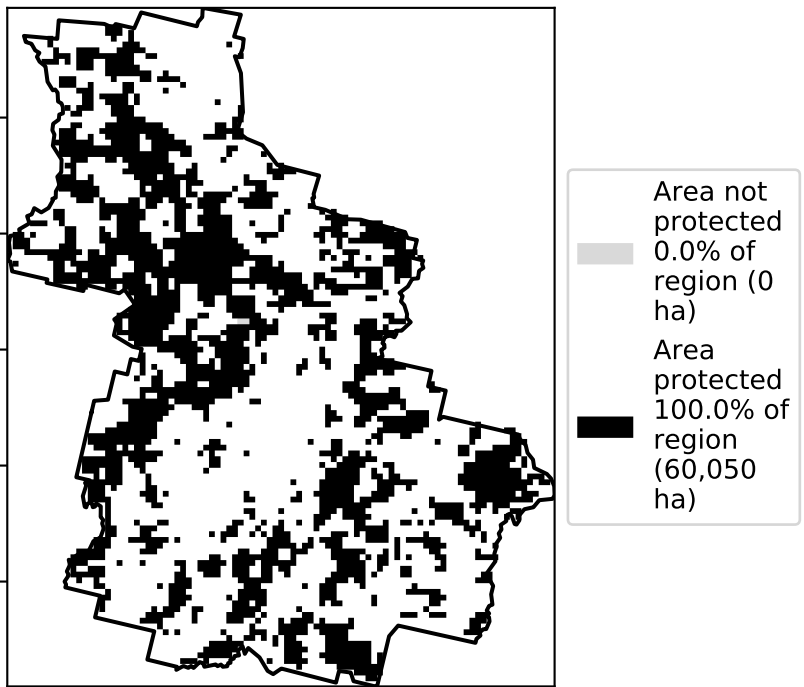 Area not
protected
0.0% of
region (0
ha)
Area
protected
100.0% of
region
(60,050
ha)